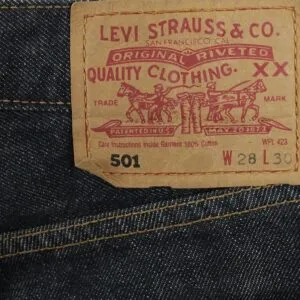 LEVI STRAUSS & CO.
SAN FRANCISCO, CAL.
ORIGINAL RIVETED
QUALITY CLOTHING. XX
TRADE MARK
PATENTED IN U.S. MAY 20 1873
Care Instructions Inside Garment 100% Cotton WPL 423
501 W 28 L 30